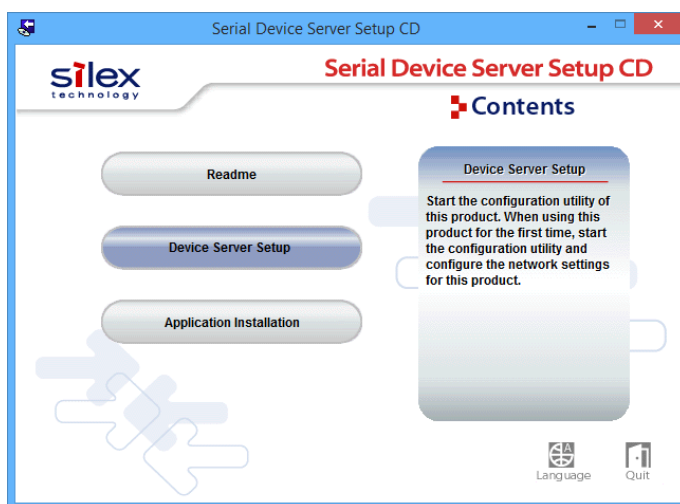 Serial Device Server Setup CD
silex
technology
Serial Device Server Setup CD
Contents
Readme
Device Server Setup
Application Installation
Device Server Setup
Start the configuration utility of
this product. When using this
product for the first time, start
the configuration utility and
configure the network settings
for this product.
A
Language
Quit